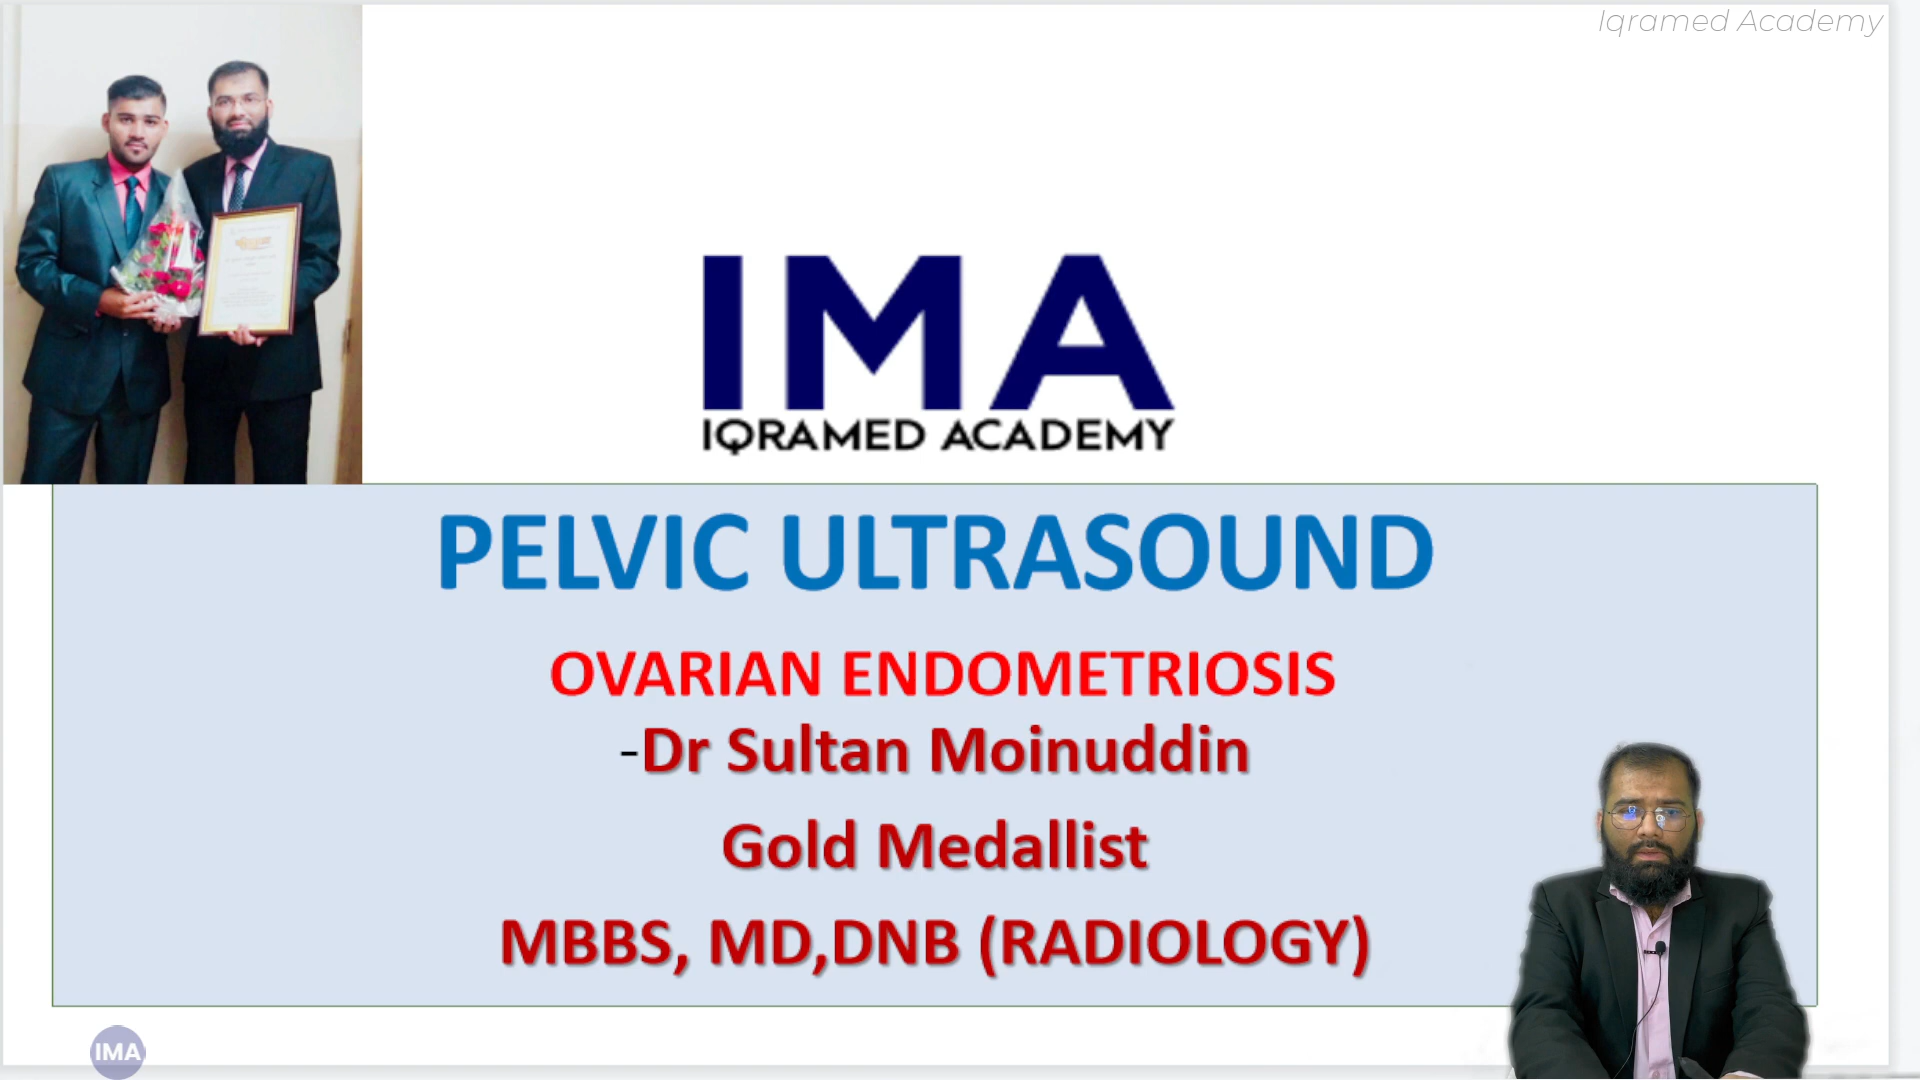 Iqramed Academy
IMA
IQRAMED ACADEMY
PELVIC ULTRASOUND
OVARIAN ENDOMETRIOSIS
-Dr Sultan Moinuddin
Gold Medallist
MBBS, MD,DNB (RADIOLOGY)
IMA